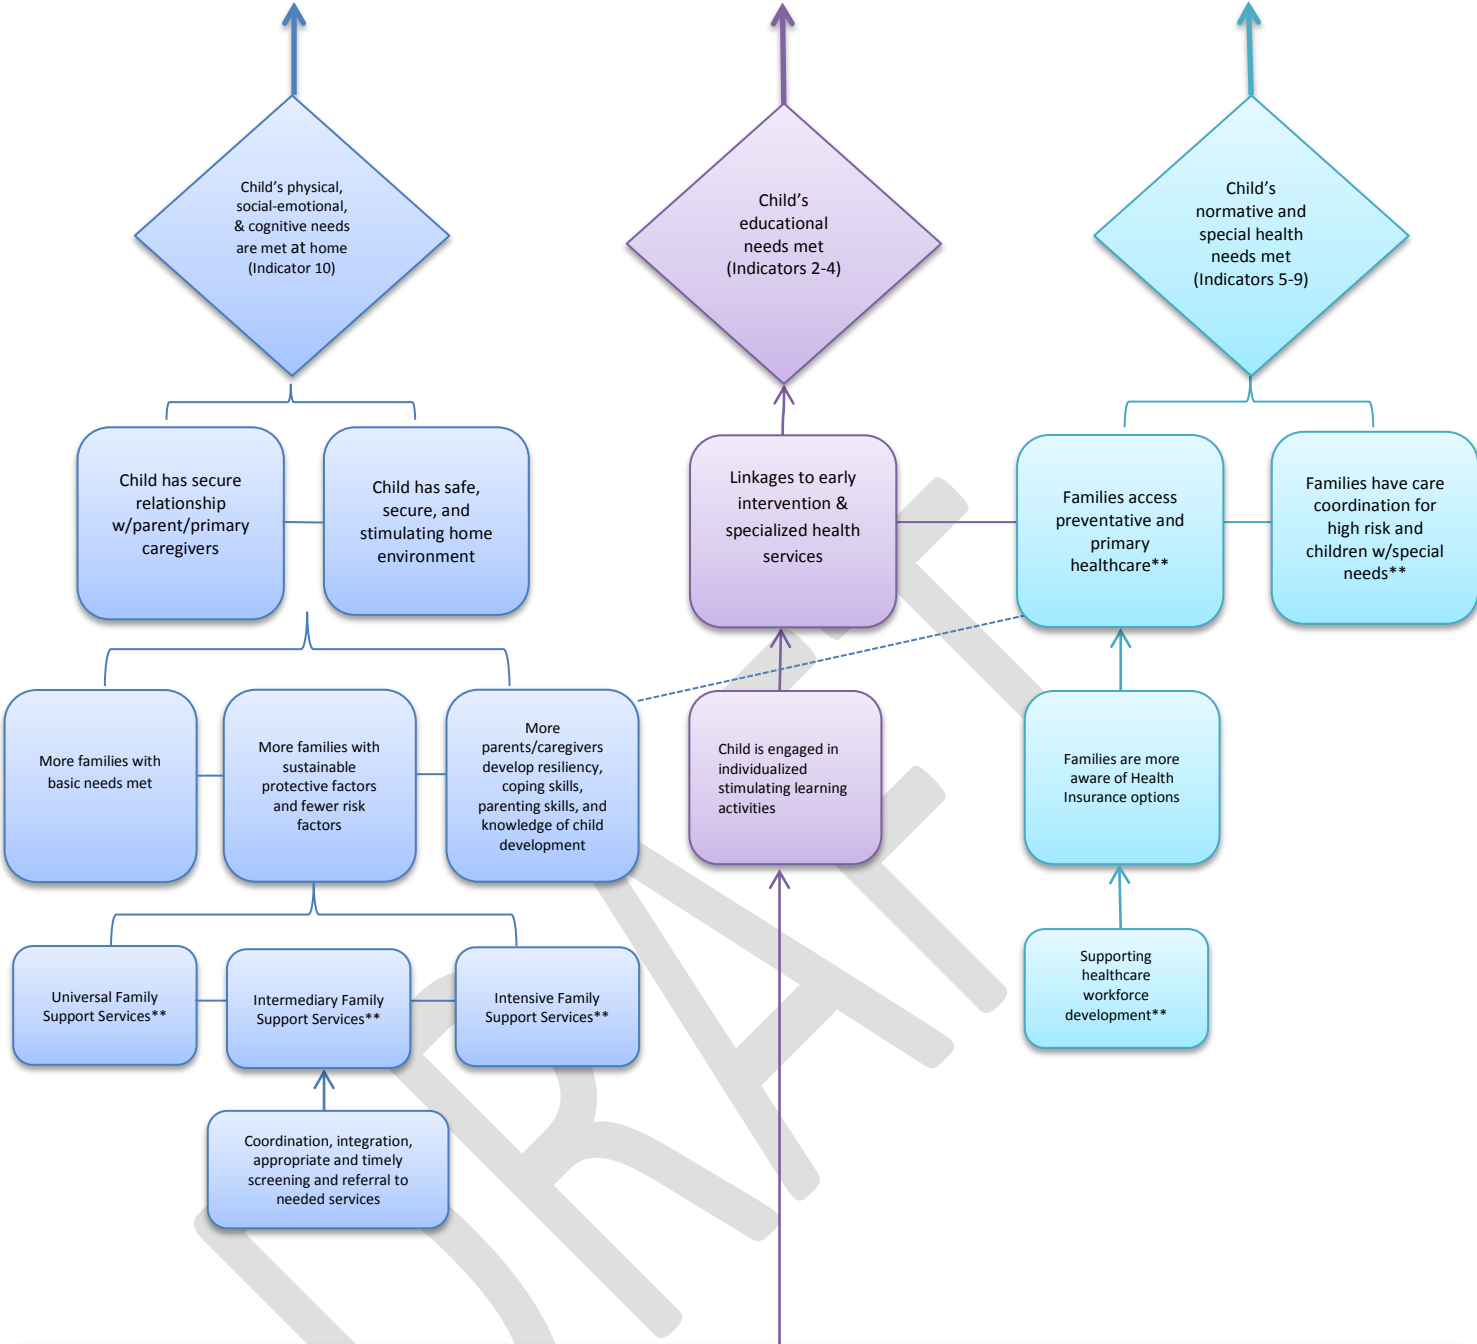 Child's physical,
social-emotional,
& cognitive needs
are met at home
(Indicator 10)
Child's
educational
needs met
(Indicators 2-4)
Child's
normative and
special health
needs met
(Indicators 5-9)
Child has secure
relationship
w/parent/primary
caregivers
Child has safe,
secure, and
stimulating home
environment
Linkages to early
intervention &
specialized health
services
Families access
preventative and
primary
healthcare**
Families have care
coordination for
high risk and
children w/special
needs**
More families with
basic needs met
More families with
sustainable
protective factors
and fewer risk
factors
More
parents/caregivers
develop resiliency,
coping skills,
parenting skills, and
knowledge of child
development
Child is engaged in
individualized
stimulating learning
activities
Families are more
aware of Health
Insurance options
Universal Family
Support Services**
Intermediary Family
Support Services**
Intensive Family
Support Services**
Supporting
healthcare
workforce
development**
Coordination, integration,
appropriate and timely
screening and referral to
needed services
DRAFT